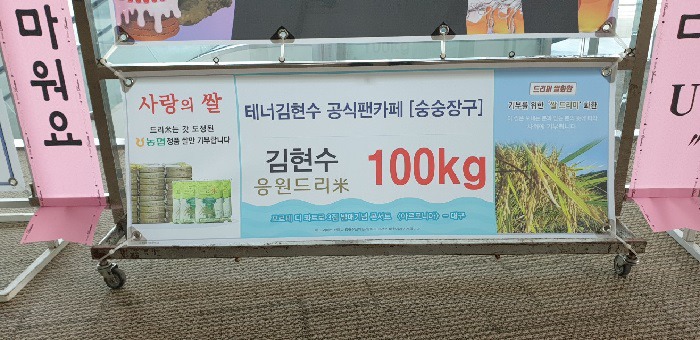 마워요
사랑의 쌀
드리米는 갓 도정된
농협 정품 쌀만 기부합니다
테너김현수 공식팬카페 [숭숭장구]
김현수
응원드리米
100kg
드리미 쌀화환
기부를 위한 "쌀 드리미" 화환